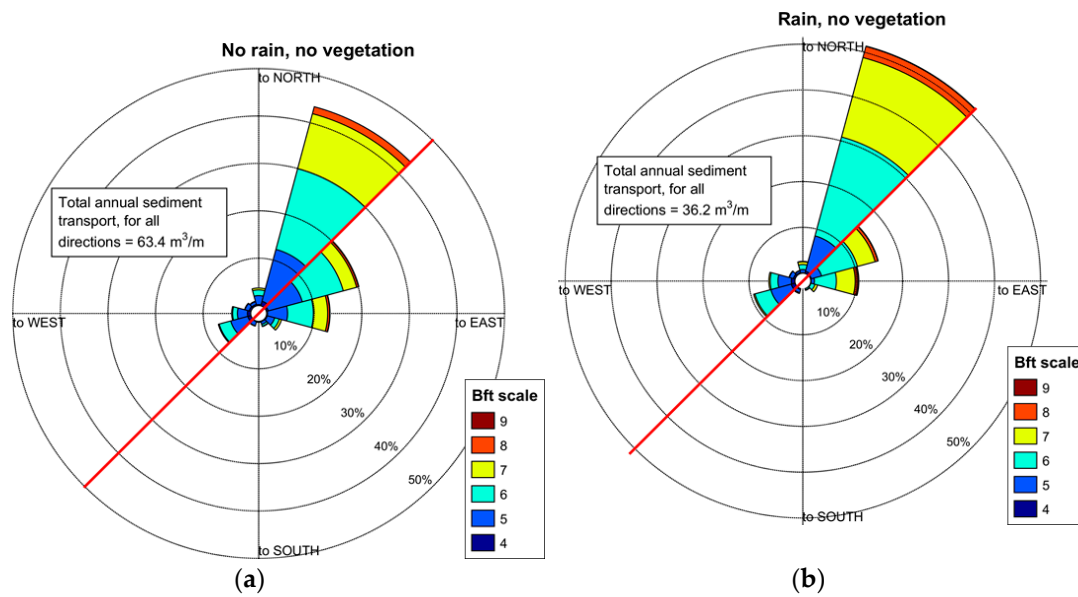 No rain, no vegetation
to NORTH
Total annual sediment
transport, for all
directions = 63.4 m³/m
to WEST
to EAST
10%
20%
30%
40%
50%
to SOUTH
Bft scale
9
8
7
6
5
4
(a)
Rain, no vegetation
to NORTH
Total annual sediment
transport, for all
directions = 36.2 m³/m
to WEST
to EAST
10%
20%
30%
40%
50%
to SOUTH
Bft scale
9
8
7
6
5
4
(b)